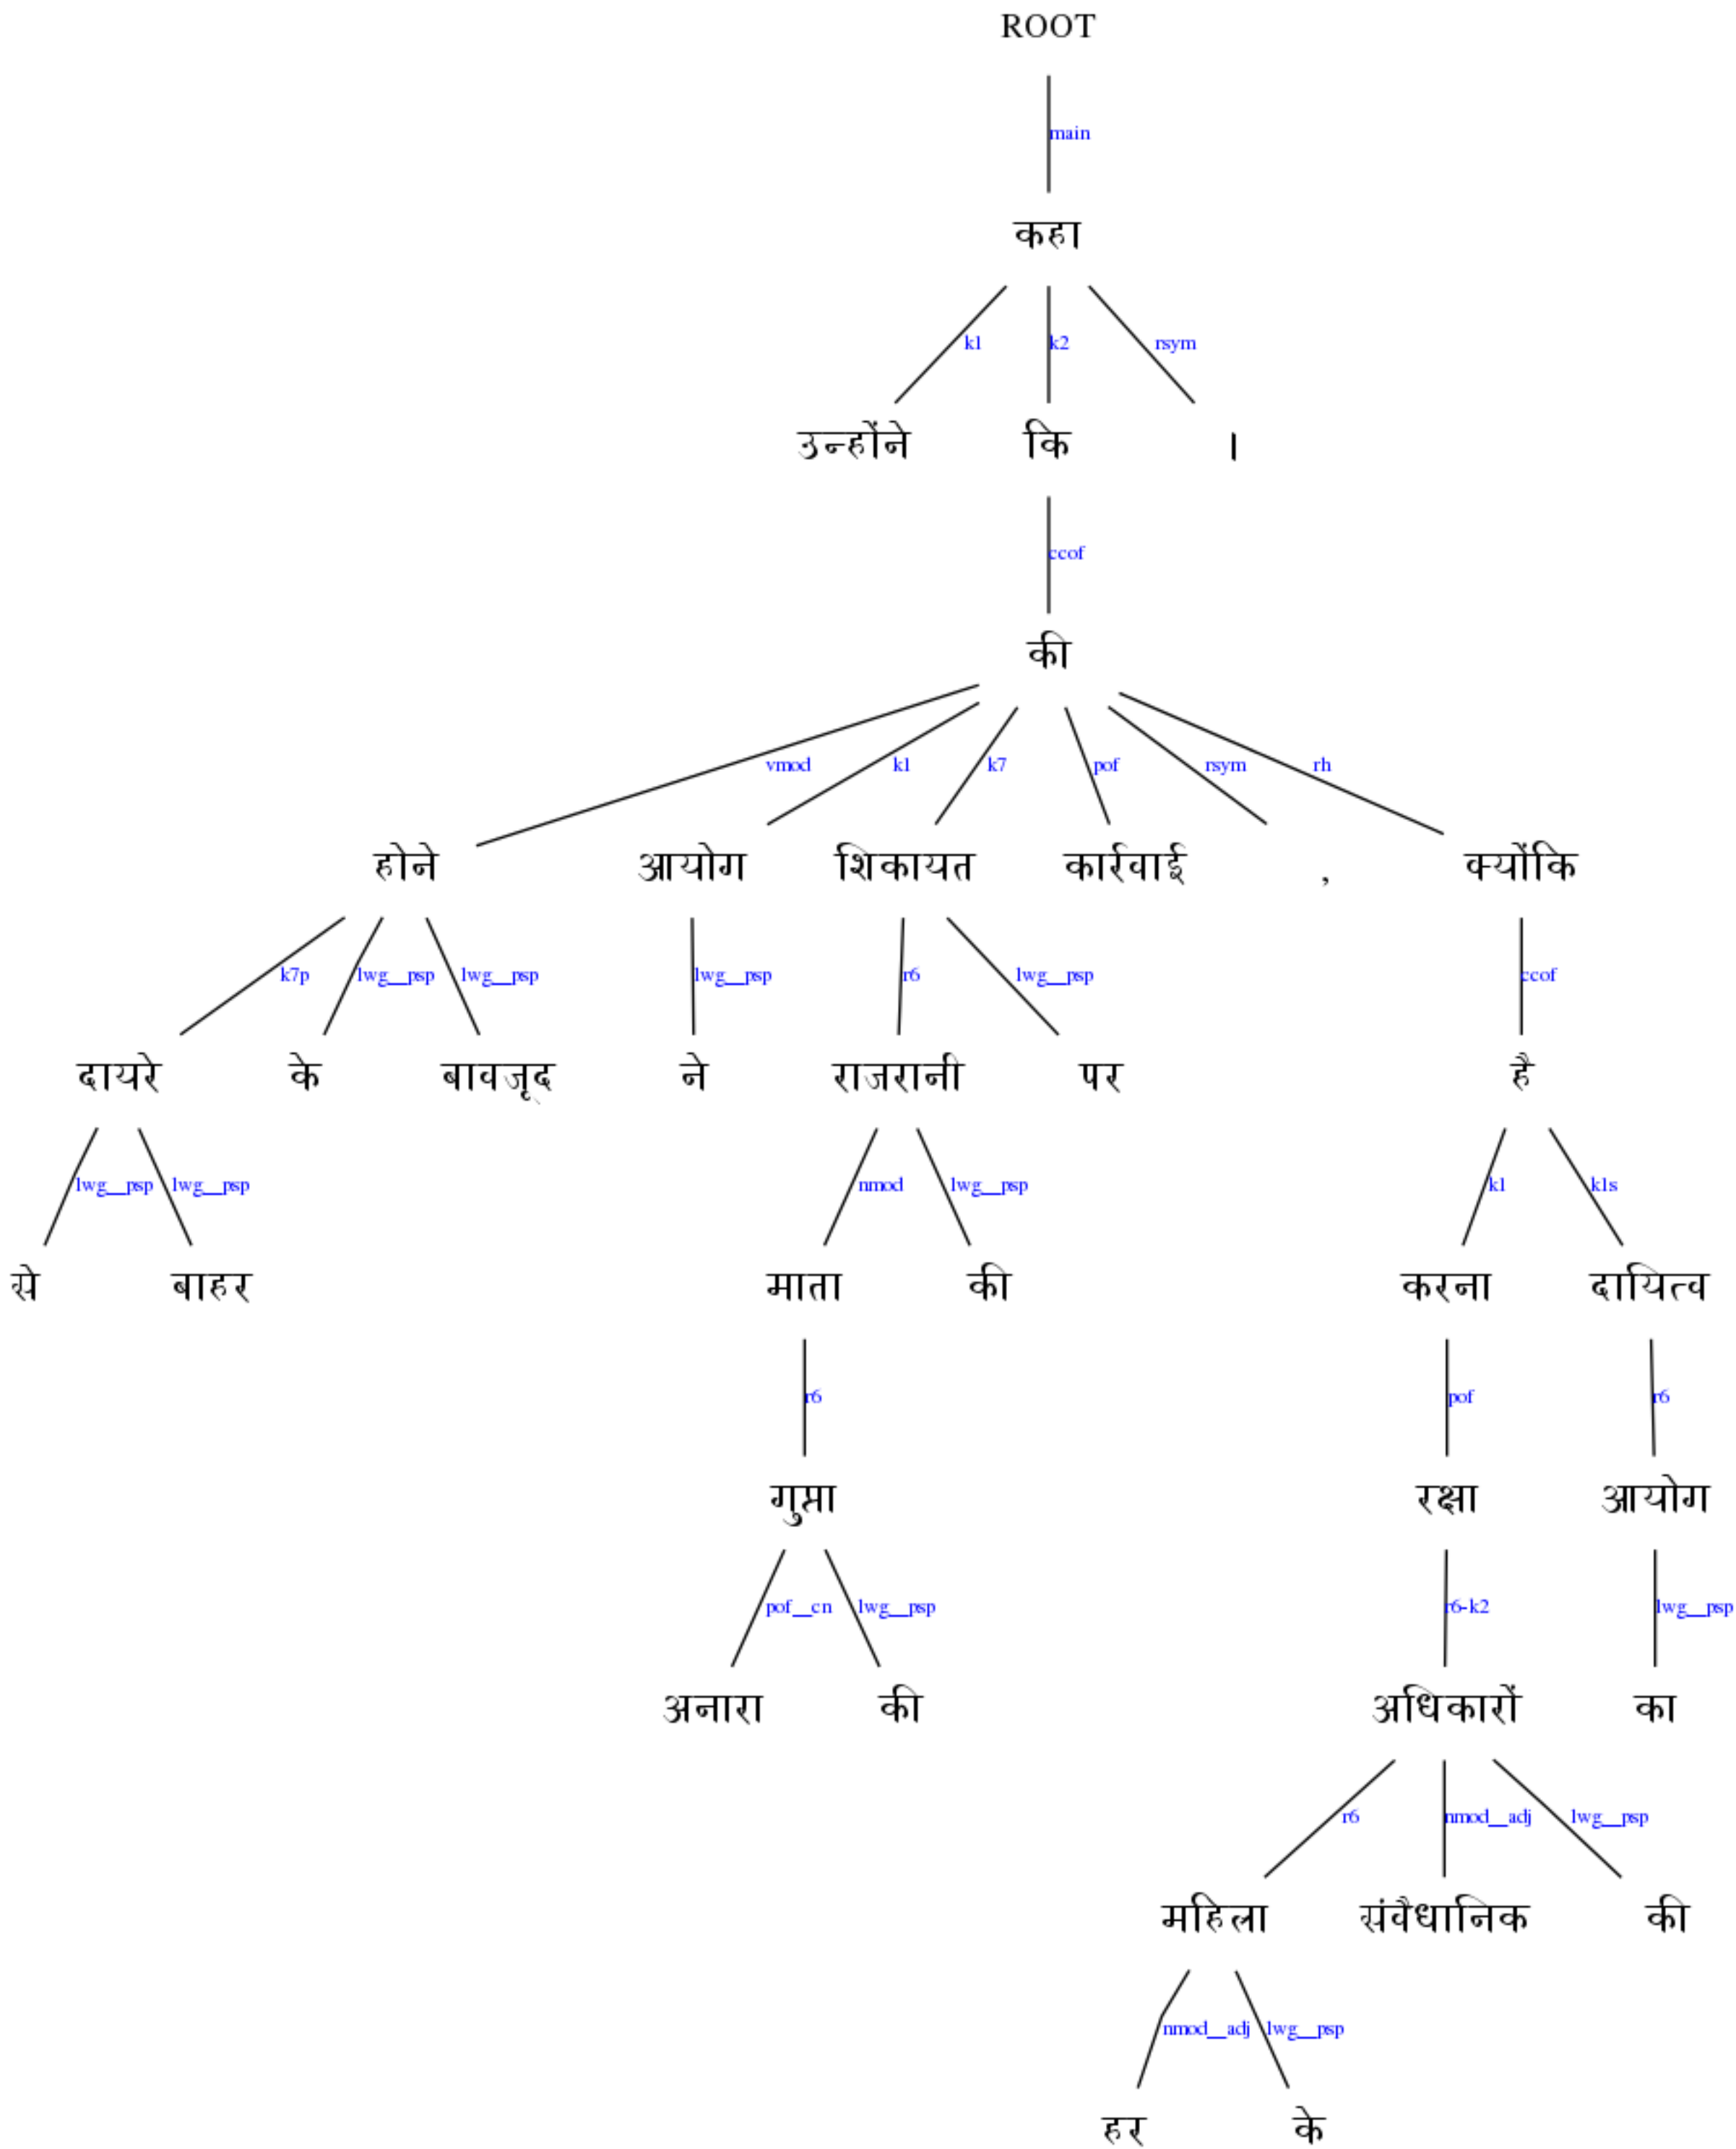 ROOT
main
कहा
k1 k2 rsym
उन्होंने कि ।
ccof
की
vmod k1 k7 pof rsym rh
होने आयोग शिकायत कार्रवाई , क्योंकि
k7p lwg__psp lwg__psp lwg__psp r6 lwg__psp ccof
दायरे के बावजूद ने राजरानी पर है
lwg__psp lwg__psp nmod lwg__psp k1 k1s
से बाहर माता की करना दायित्व
r6 pof r6
गुप्ता रक्षा आयोग
pof__cn lwg__psp r6-k2 lwg__psp
अनारा की अधिकारों का
r6 nmod__adj lwg__psp
महिला संवैधानिक की
nmod__adj lwg__psp
हर के